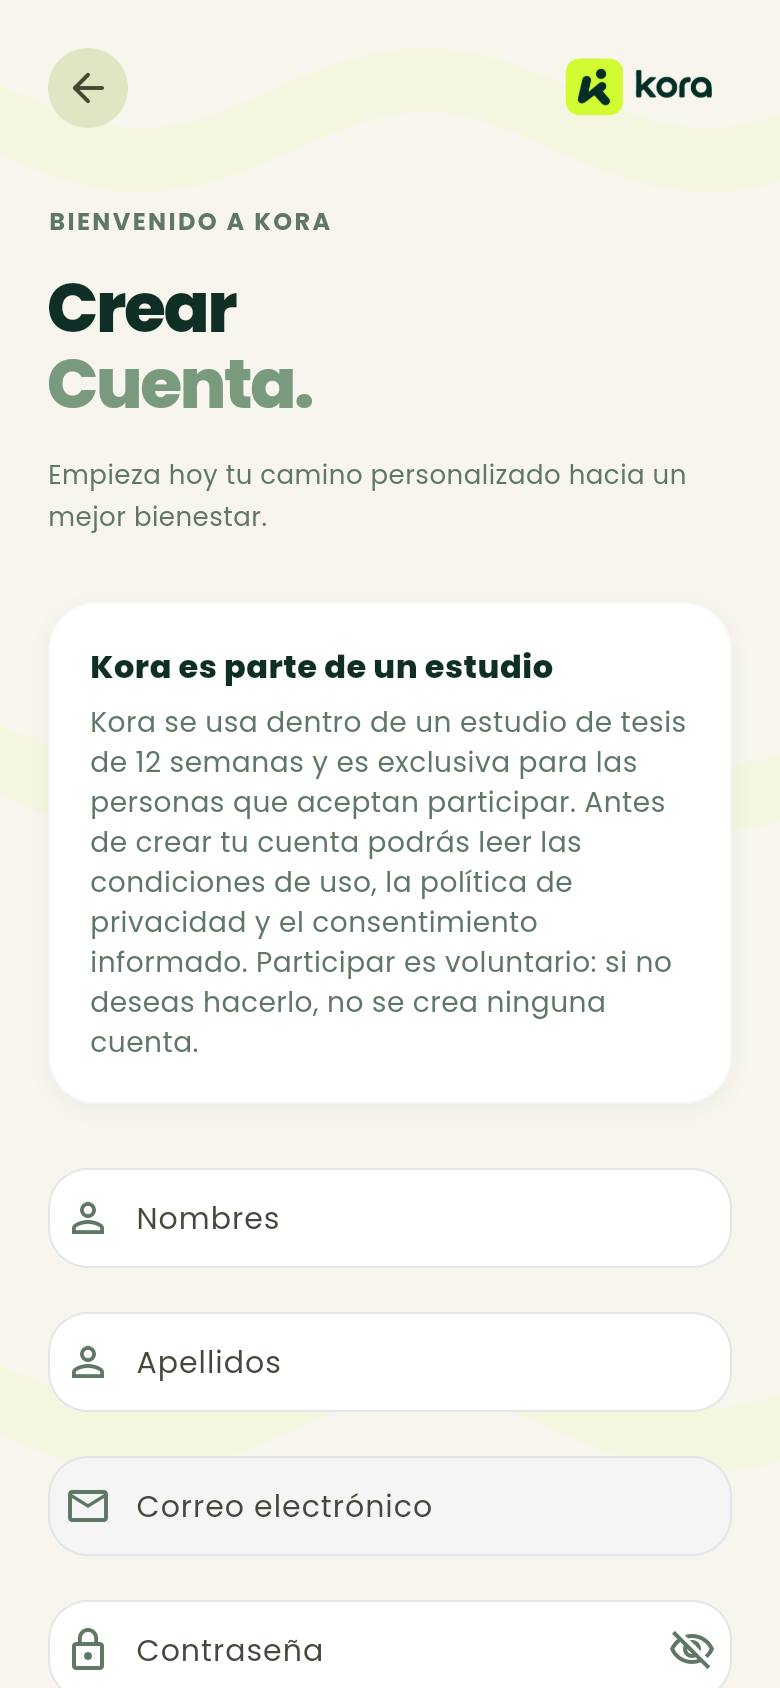 kora
BIENVENIDO A KORA
Crear
Cuenta.
Empieza hoy tu camino personalizado hacia un
mejor bienestar.
Kora es parte de un estudio
Kora se usa dentro de un estudio de tesis
de 12 semanas y es exclusiva para las
personas que aceptan participar. Antes
de crear tu cuenta podrás leer las
condiciones de uso, la política de
privacidad y el consentimiento
informado. Participar es voluntario: si no
deseas hacerlo, no se crea ninguna
cuenta.
Nombres
Apellidos
Correo electrónico
Contraseña